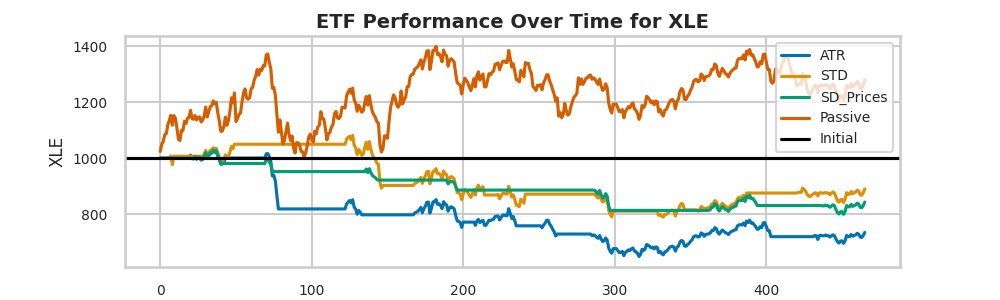 ETF Performance Over Time for XLE
XLE
1400
1200
1000
800
0
100
200
300
400
ATR
STD
SD_Prices
Passive
Initial